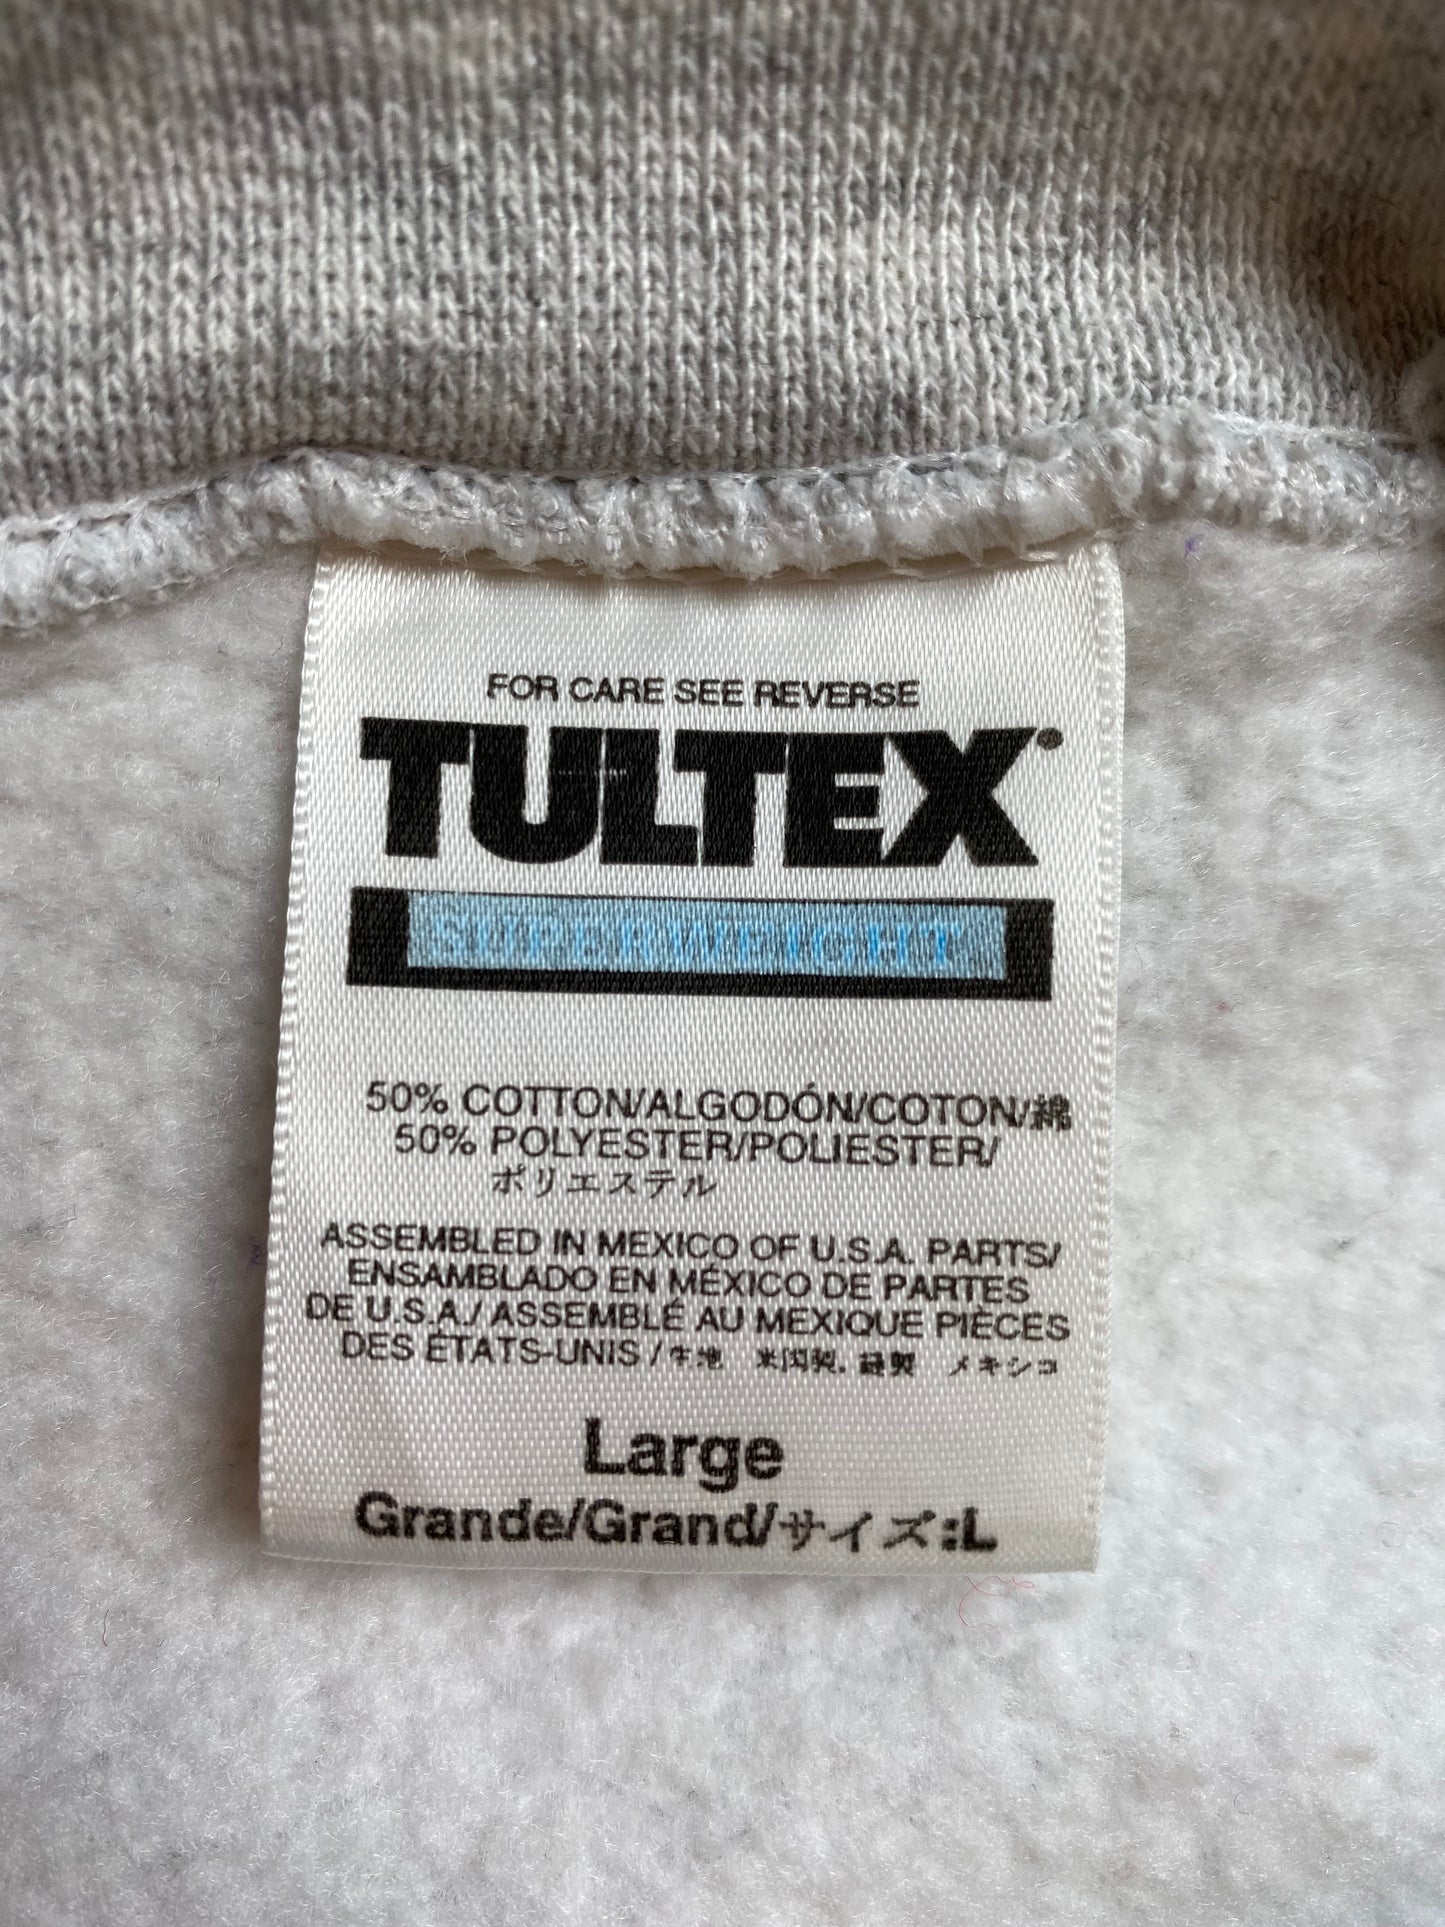 FOR CARE SEE REVERSE
TULTEX®
SUPERWEIGHT
50% COTTON/ALGODÓN/COTON/綿
50% POLYESTER/POLIESTER/
ポリエステル
ASSEMBLED IN MEXICO OF U.S.A. PARTS/
ENSAMBLADO EN MÉXICO DE PARTES
DE U.S.A./ASSEMBLÉ AU MEXIQUE PIÈCES
DES ÉTATS-UNIS / 生地 米国製, 縫製 メキシコ
Large
Grande/Grand/サイズ:L